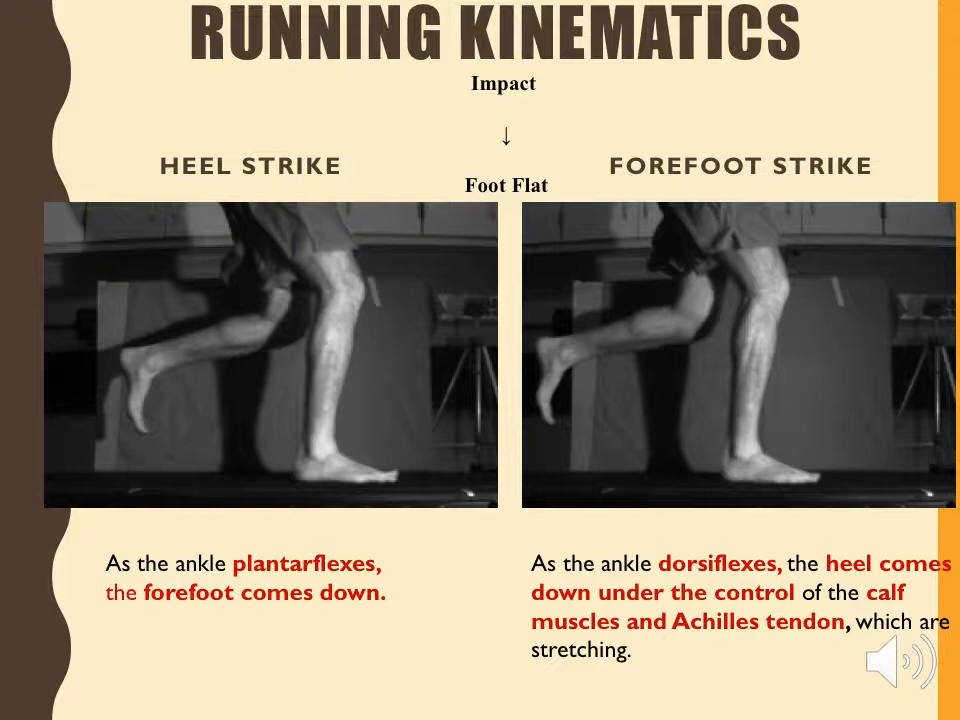 RUNNING KINEMATICS
Impact
↓
HEEL STRIKE
FOREFOOT STRIKE
Foot Flat
As the ankle plantarflexes,
the forefoot comes down.
As the ankle dorsiflexes, the heel comes
down under the control of the calf
muscles and Achilles tendon, which are
stretching.